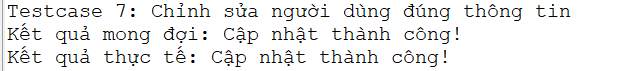 Testcase 7: Chỉnh sửa người dùng đúng thông tin
Kết quả mong đợi: Cập nhật thành công!
Kết quả thực tế: Cập nhật thành công!